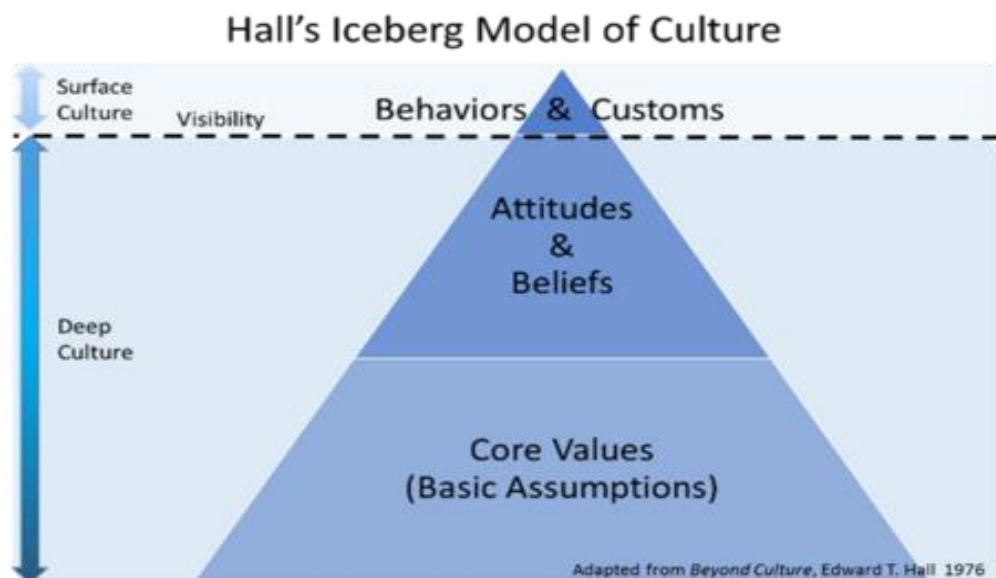 Hall's Iceberg Model of Culture
Surface
Culture
Visibility
Behaviors & Customs
Attitudes
&
Beliefs
Deep
Culture
Core Values
(Basic Assumptions)
Adapted from Beyond Culture, Edward T. Hall 1976